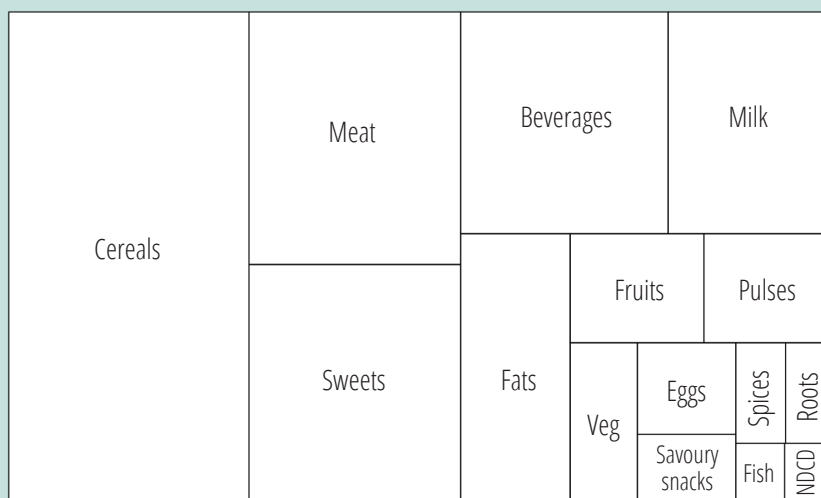 Cereals
Meat
Sweets
Beverages
Milk
Fats
Fruits
Pulses
Veg
Eggs
Savoury
snacks
Spices
Roots
Fish
NDCD